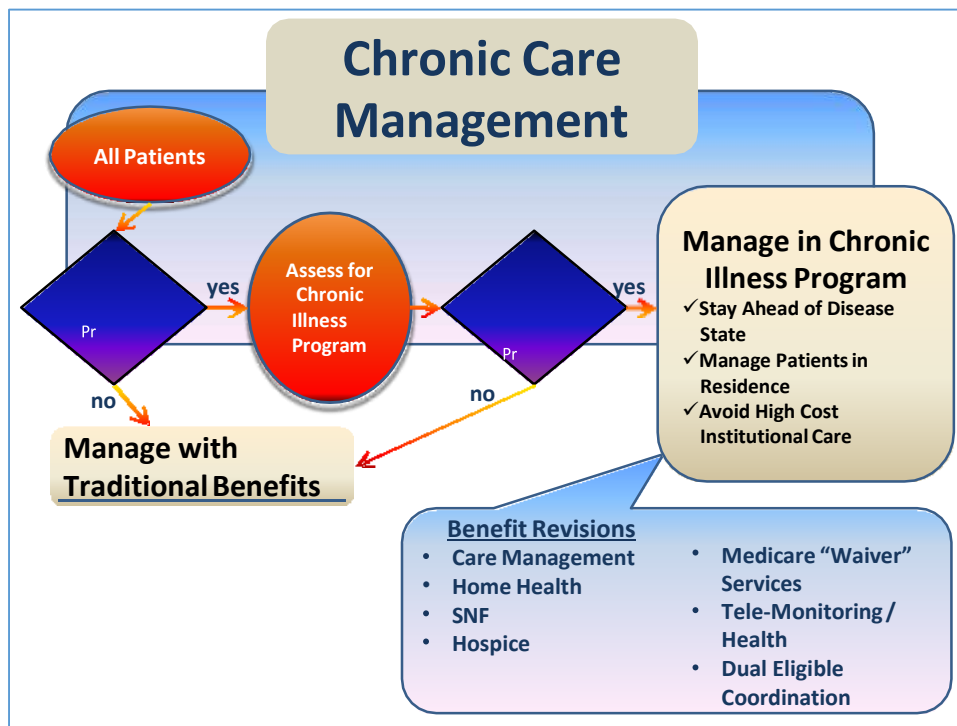 Chronic Care
Management
All Patients
Pr
yes
Assess for
Chronic
Illness
Program
Pr
yes
no
no
Manage with
Traditional Benefits
Manage in Chronic
Illness Program
✓Stay Ahead of Disease
State
✓Manage Patients in
Residence
✓Avoid High Cost
Institutional Care
Benefit Revisions
• Care Management
• Home Health
• SNF
• Hospice
• Medicare “Waiver”
Services
• Tele-Monitoring /
Health
• Dual Eligible
Coordination